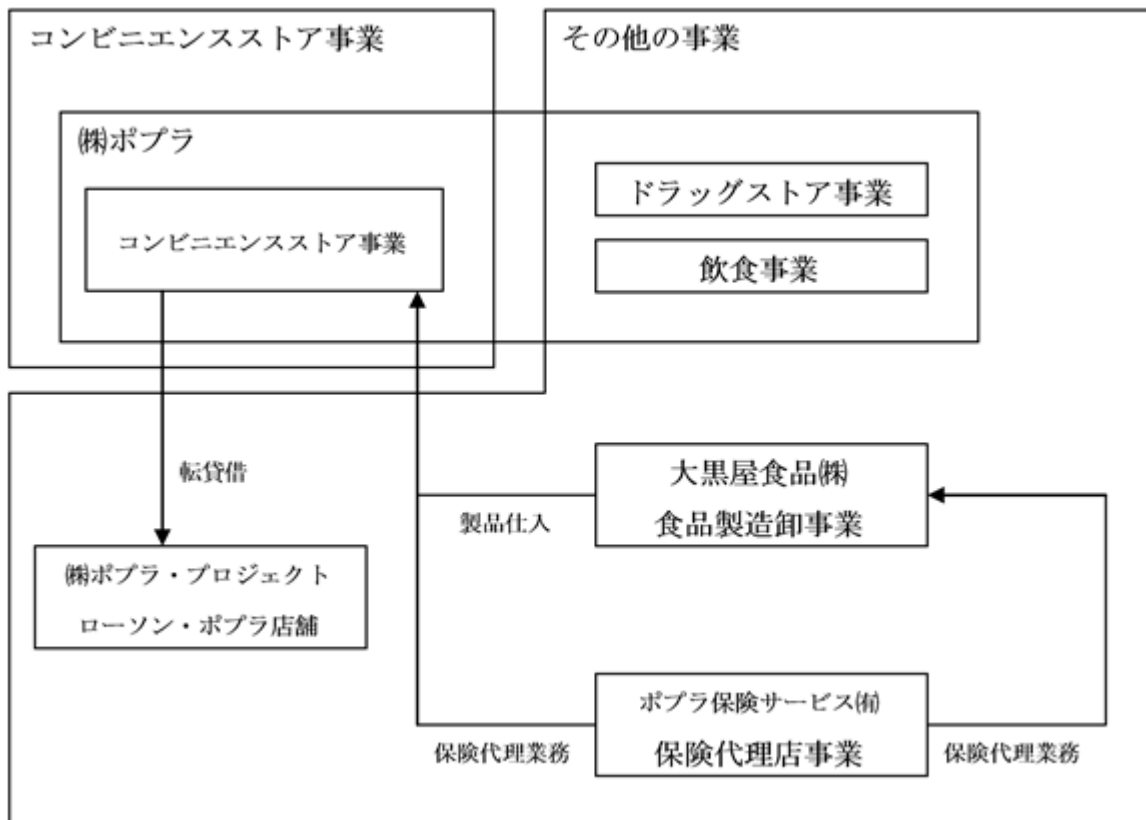 コンビニエンスストア事業
その他の事業
㈱ポプラ
コンビニエンスストア事業
ドラッグストア事業
飲食事業
転貸借
製品仕入
大黒屋食品㈱
食品製造卸事業
㈱ポプラ・プロジェクト
ローソン・ポプラ店舗
ポプラ保険サービス㈲
保険代理店事業
保険代理業務
保険代理業務